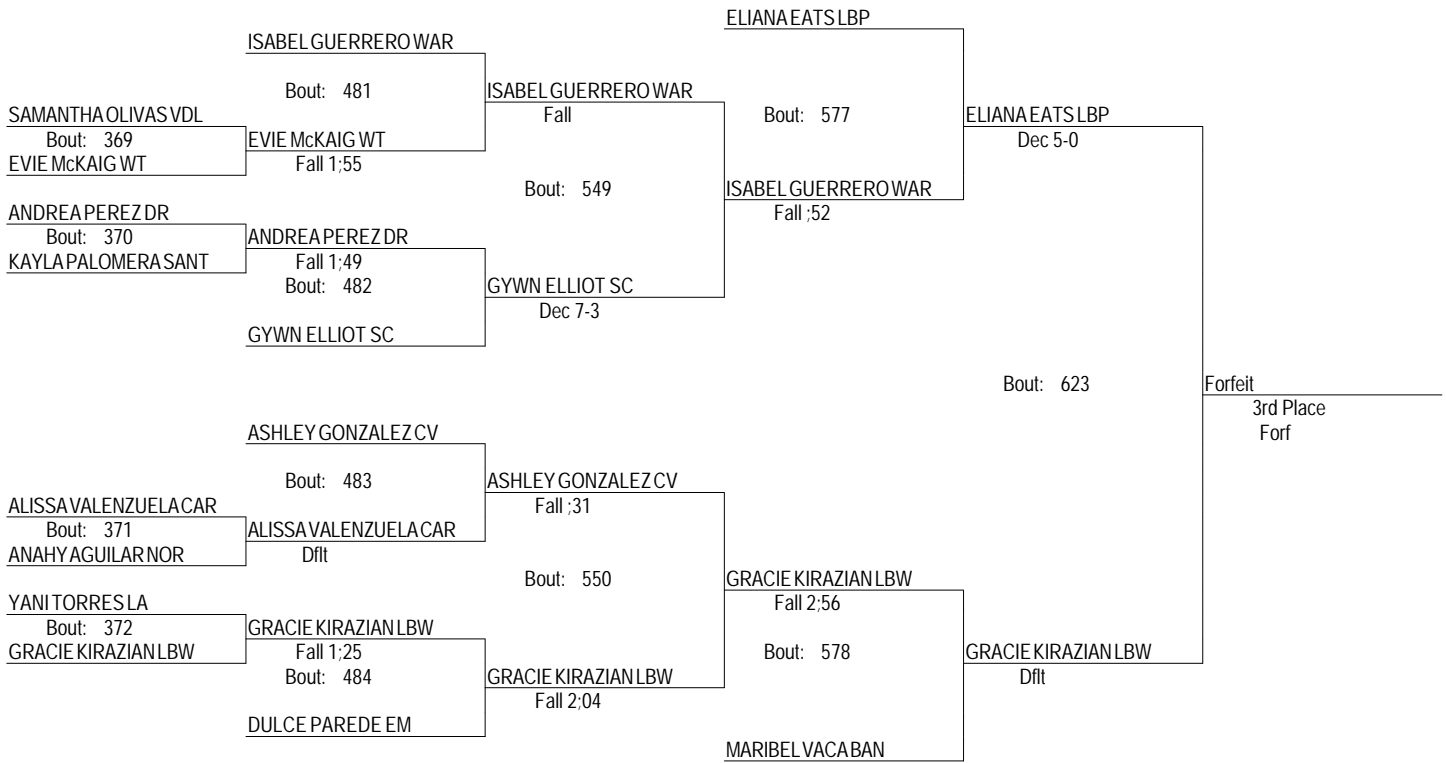 ELIANA EATS LBP
ISABEL GUERRERO WAR
Bout: 481
ISABEL GUERRERO WAR
Fall
SAMANTHA OLIVAS VDL
Bout: 369
EVIE McKAIG WT
EVIE McKAIG WT
Fall 1;55
Bout: 577
ELIANA EATS LBP
Dec 5-0
Bout: 549
ISABEL GUERRERO WAR
Fall ;52
ANDREA PEREZ DR
Bout: 370
KAYLA PALOMERA SANT
ANDREA PEREZ DR
Fall 1;49
Bout: 482
GYWN ELLIOT SC
Dec 7-3
GYWN ELLIOT SC
Bout: 623
Forfeit
3rd Place
Forf
ASHLEY GONZALEZ CV
Bout: 483
ASHLEY GONZALEZ CV
Fall ;31
ALISSA VALENZUELA CAR
Bout: 371
ANAHY AGUILAR NOR
ALISSA VALENZUELA CAR
Dflt
Bout: 550
GRACIE KIRAZIAN LBW
Fall 2;56
YANI TORRES LA
Bout: 372
GRACIE KIRAZIAN LBW
GRACIE KIRAZIAN LBW
Fall 1;25
Bout: 484
GRACIE KIRAZIAN LBW
Fall 2;04
Bout: 578
GRACIE KIRAZIAN LBW
Dflt
DULCE PAREDE EM
MARIBEL VACA BAN